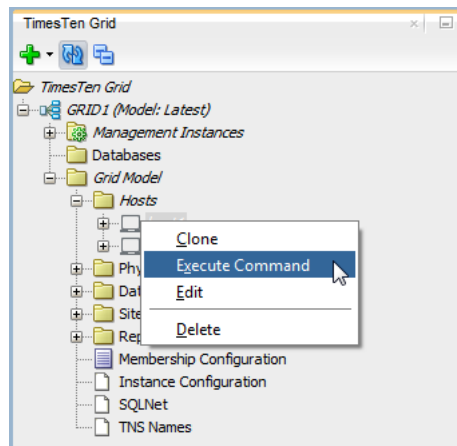 TimesTen Grid
TimesTen Grid
GRID1 (Model: Latest)
Management Instances
Databases
Grid Model
Hosts
Clone
Execute Command
Edit
Delete
Membership Configuration
Instance Configuration
SQLNet
TNS Names